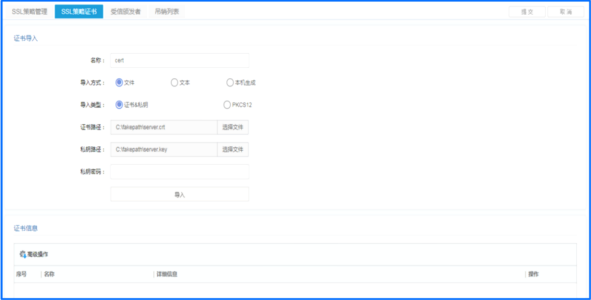 SSL策略管理 SSL策略证书 受信颁发者 吊销列表 提交 取消
证书导入
名称： cert
导入方式： 文件 文本 本机生成
导入类型： 证书&私钥 PKCS12
证书路径： C:\fakepath\server.crt 选择文件
私钥路径： C:\fakepath\server.key 选择文件
私钥密码：
导入
证书信息
高级操作
序号 名称 详细信息 操作